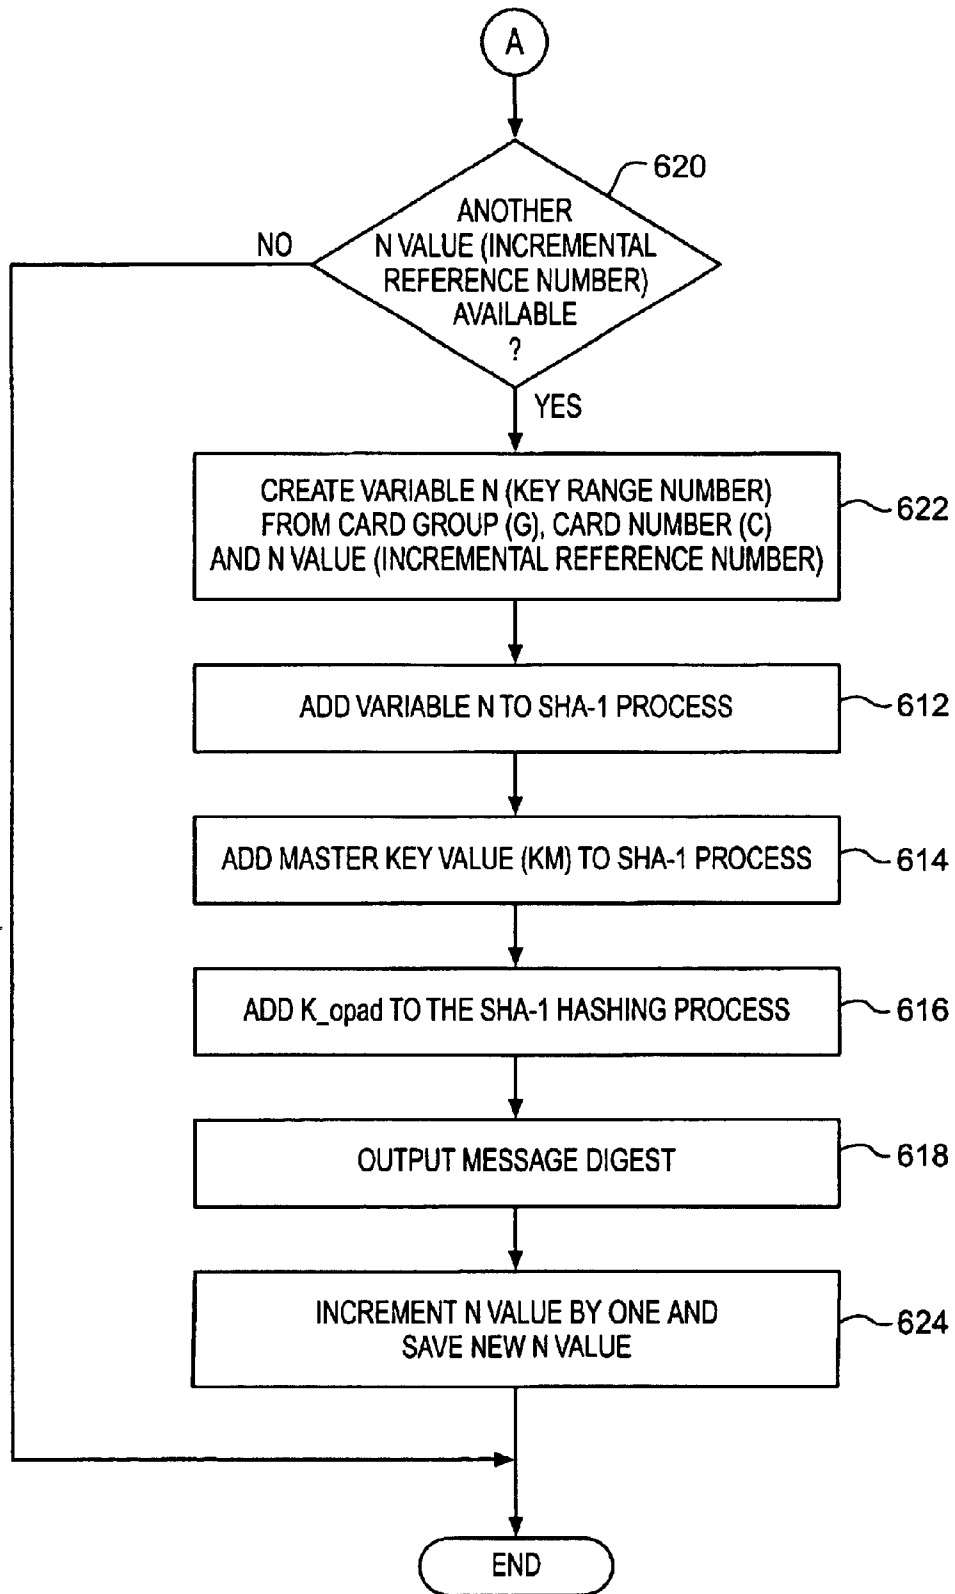 A
620
ANOTHER
N VALUE (INCREMENTAL
REFERENCE NUMBER)
AVAILABLE
?
NO
YES
CREATE VARIABLE N (KEY RANGE NUMBER)
FROM CARD GROUP (G), CARD NUMBER (C)
AND N VALUE (INCREMENTAL REFERENCE NUMBER)
622
ADD VARIABLE N TO SHA-1 PROCESS
612
ADD MASTER KEY VALUE (KM) TO SHA-1 PROCESS
614
ADD K_opad TO THE SHA-1 HASHING PROCESS
616
OUTPUT MESSAGE DIGEST
618
INCREMENT N VALUE BY ONE AND
SAVE NEW N VALUE
624
END